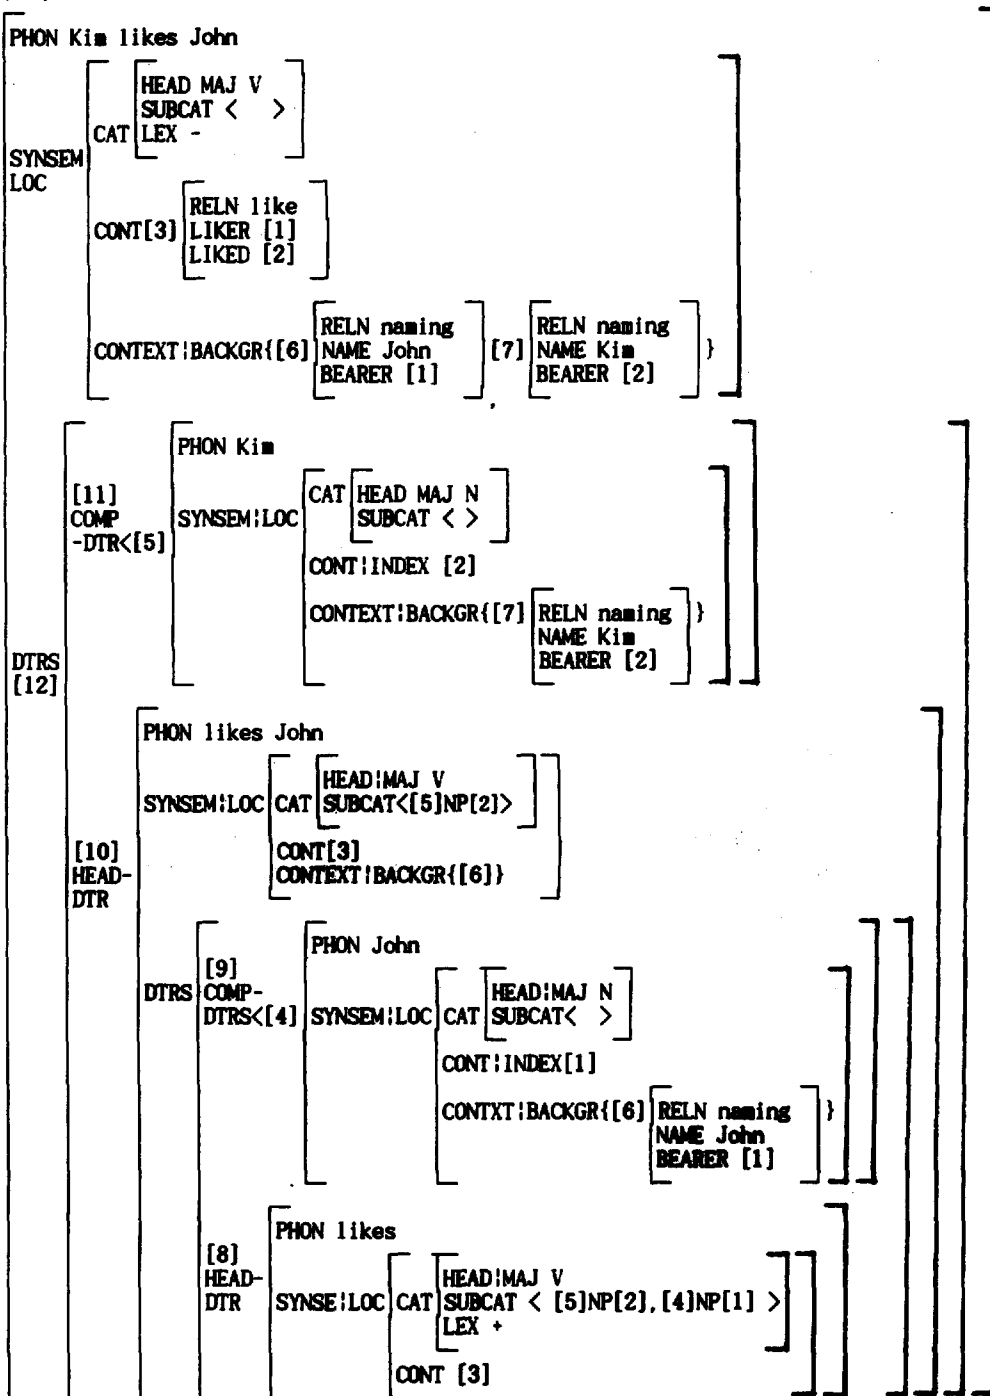 PHON Kim likes John
HEAD MAJ V
SUBCAT < >
CAT LEX -
SYNSEM
LOC
RELN like
CONT[3] LIKER [1]
LIKED [2]
RELN naming RELN naming
CONTEXT¦BACKGR{[6] NAME John [7] NAME Kim }
BEARER [1] BEARER [2]
PHON Kim
[11] CAT HEAD MAJ N
COMP SYNSEM¦LOC SUBCAT < >
-DTR<[5]
CONT¦INDEX [2]
CONTEXT¦BACKGR{[7] RELN naming }
NAME Kim
DTRS BEARER [2]
[12]
PHON likes John
HEAD¦MAJ V
SYNSEM¦LOC CAT SUBCAT<[5]NP[2]>
[10] CONT[3]
HEAD- CONTEXT¦BACKGR{[6]}
DTR
PHON John
[9]
DTRS COMP- HEAD¦MAJ N
DTRS<[4] SYNSEM¦LOC CAT SUBCAT< >
CONT¦INDEX[1]
CONTXT¦BACKGR{[6] RELN naming }
NAME John
BEARER [1]
PHON likes
[8]
HEAD- HEAD¦MAJ V
DTR SYNSE¦LOC CAT SUBCAT < [5]NP[2],[4]NP[1] >
LEX +
CONT [3]